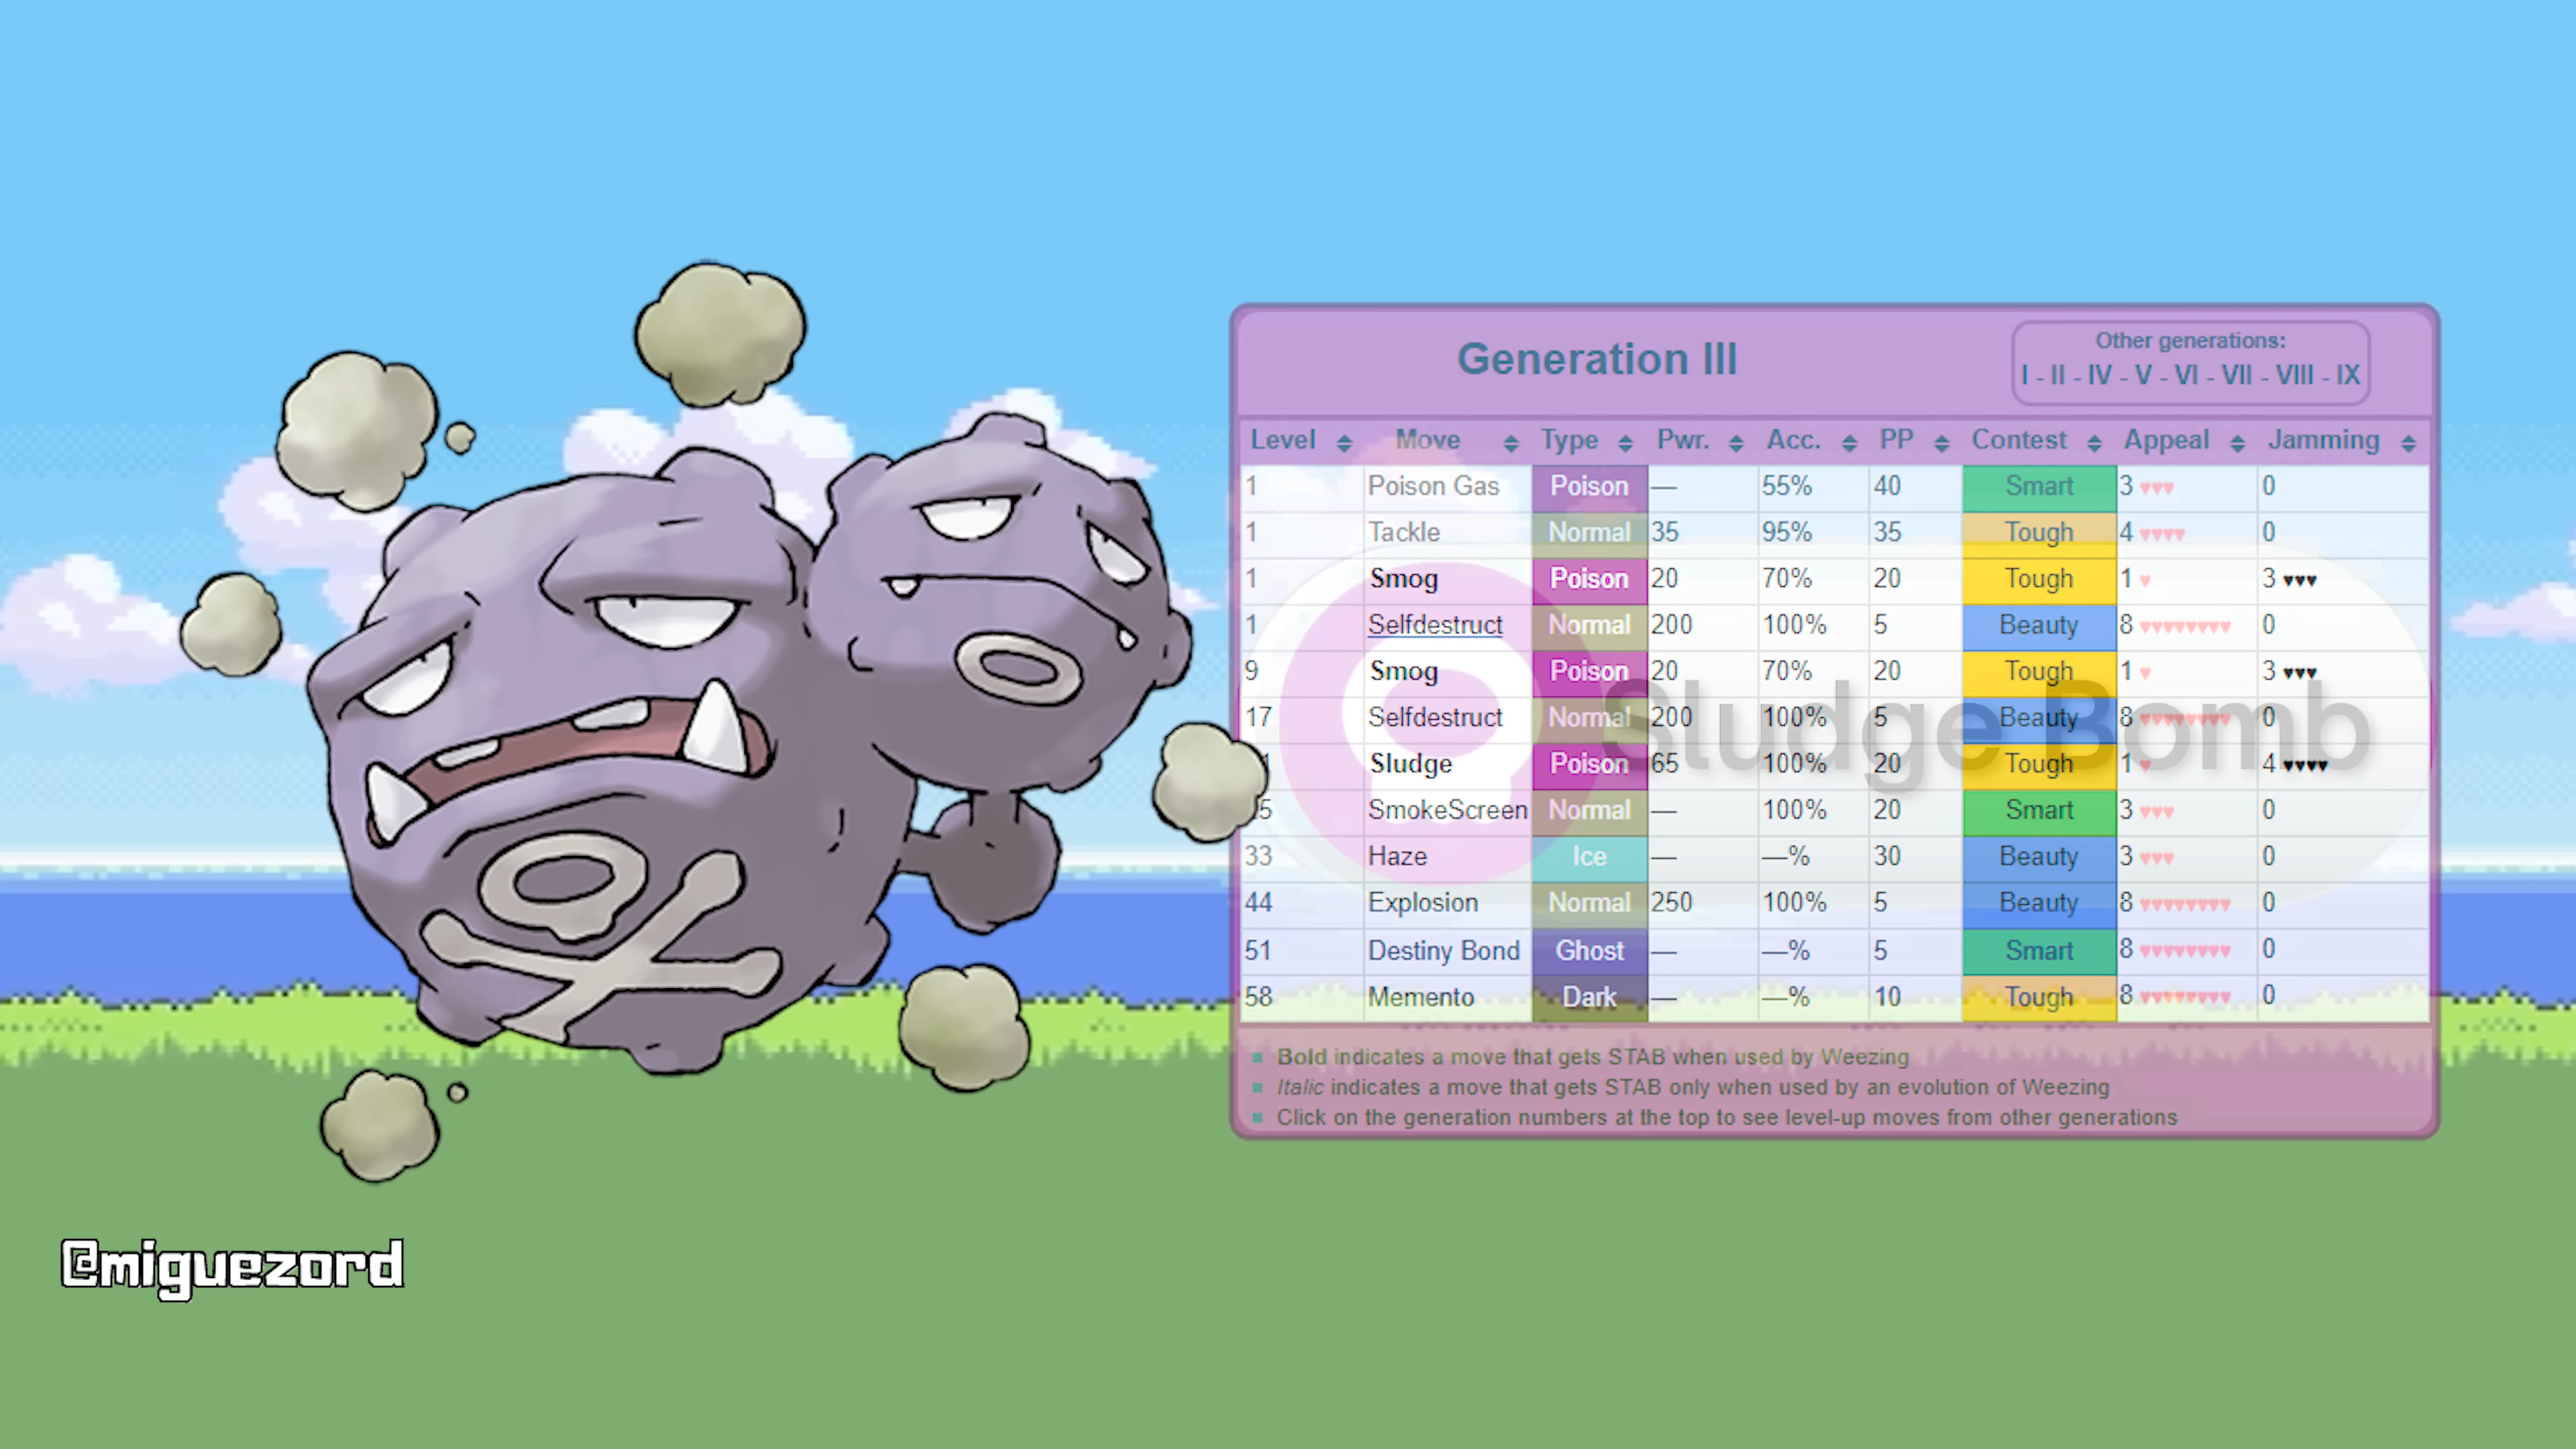 Generation III
Other generations:
I - II - IV - V - VI - VII - VIII - IX
Level Move Type Pwr. Acc. PP Contest Appeal Jamming
1 Poison Gas Poison — 55% 40 Smart 3 ♥♥♥ 0
1 Tackle Normal 35 95% 35 Tough 4 ♥♥♥♥ 0
1 Smog Poison 20 70% 20 Tough 1 ♥ 3 ♥♥♥
1 Selfdestruct Normal 200 100% 5 Beauty 8 ♥♥♥♥♥♥♥♥ 0
9 Smog Poison 20 70% 20 Tough 1 ♥ 3 ♥♥♥
17 Selfdestruct Normal 200 100% 5 Beauty 8 ♥♥♥♥♥♥♥♥ 0
Sludge Bomb
Sludge Poison 65 100% 20 Tough 1 ♥ 4 ♥♥♥♥
5 SmokeScreen Normal — 100% 20 Smart 3 ♥♥♥ 0
33 Haze Ice — —% 30 Beauty 3 ♥♥♥ 0
44 Explosion Normal 250 100% 5 Beauty 8 ♥♥♥♥♥♥♥♥ 0
51 Destiny Bond Ghost — —% 5 Smart 8 ♥♥♥♥♥♥♥♥ 0
58 Memento Dark — —% 10 Tough 8 ♥♥♥♥♥♥♥♥ 0
Bold indicates a move that gets STAB when used by Weezing
Italic indicates a move that gets STAB only when used by an evolution of Weezing
Click on the generation numbers at the top to see level-up moves from other generations
@miguezord